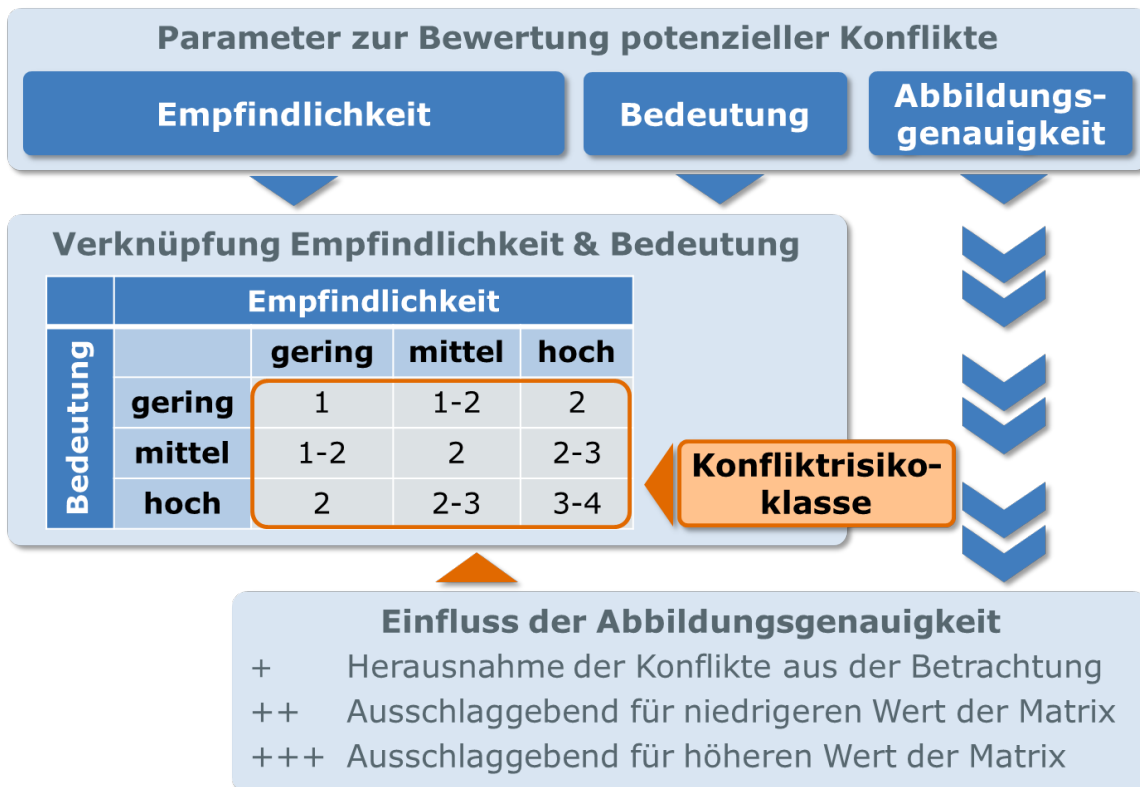 Parameter zur Bewertung potenzieller Konflikte
Empfindlichkeit
Bedeutung
Abbildungs-
genauigkeit
Verknüpfung Empfindlichkeit & Bedeutung
Empfindlichkeit
Bedeutung
gering mittel hoch
gering 1 1-2 2
mittel 1-2 2 2-3
hoch 2 2-3 3-4
Konfliktrisiko-
klasse
Einfluss der Abbildungsgenauigkeit
+ Herausnahme der Konflikte aus der Betrachtung
++ Ausschlaggebend für niedrigeren Wert der Matrix
+++ Ausschlaggebend für höheren Wert der Matrix